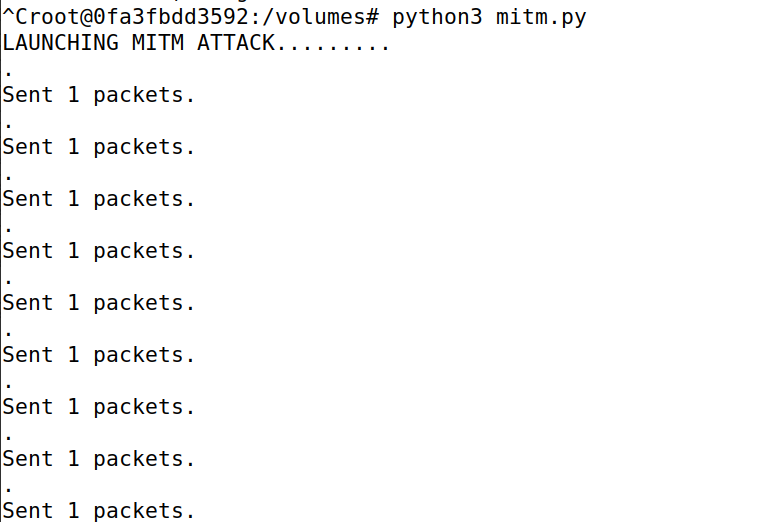 ^Croot@0fa3fbdd3592:/volumes# python3 mitm.py
LAUNCHING MITM ATTACK.........
.
Sent 1 packets.
.
Sent 1 packets.
.
Sent 1 packets.
.
Sent 1 packets.
.
Sent 1 packets.
.
Sent 1 packets.
.
Sent 1 packets.
.
Sent 1 packets.
.
Sent 1 packets.